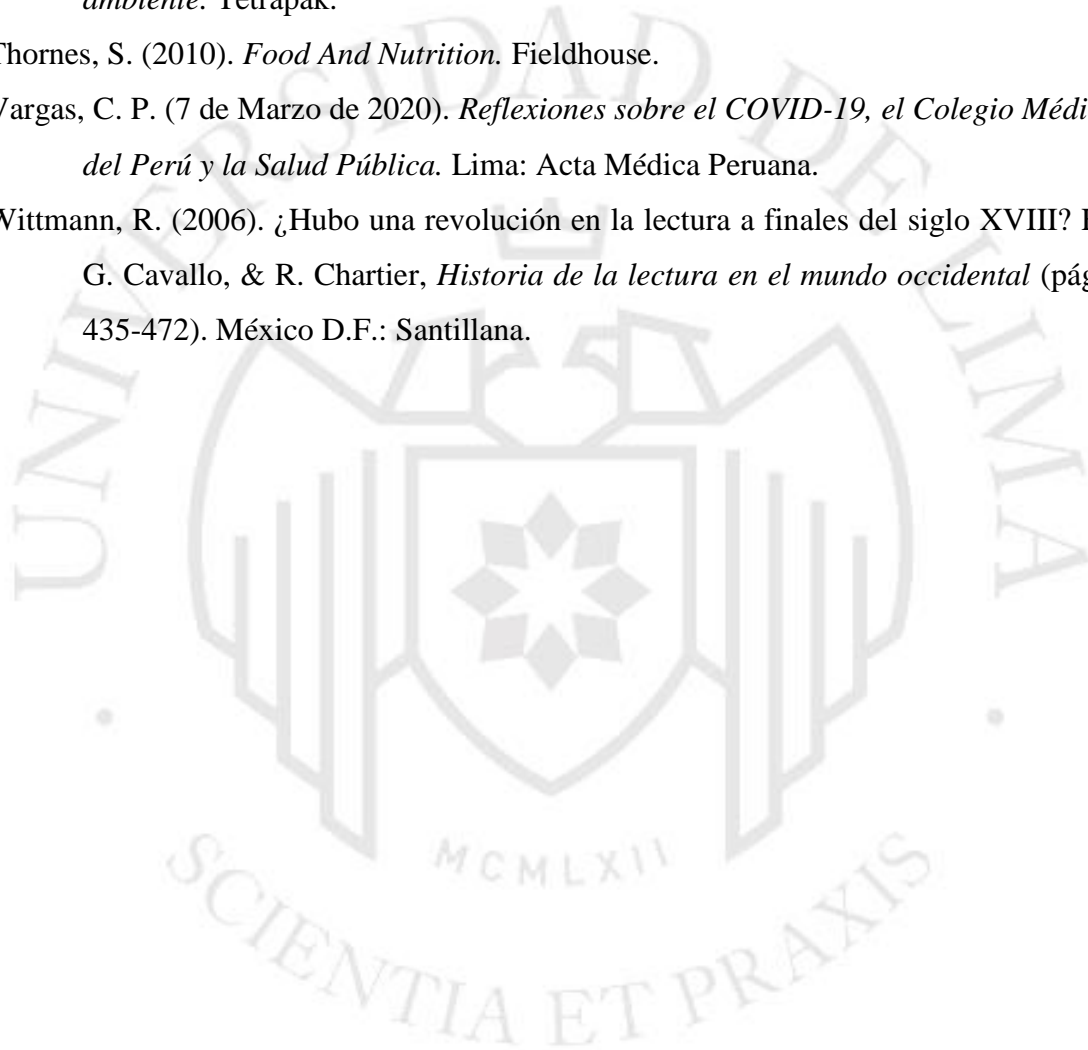 ambiente. Tetrapak.
Thornes, S. (2010). Food And Nutrition. Fieldhouse.
Vargas, C. P. (7 de Marzo de 2020). Reflexiones sobre el COVID-19, el Colegio Médi
del Perú y la Salud Pública. Lima: Acta Médica Peruana.
Wittmann, R. (2006). ¿Hubo una revolución en la lectura a finales del siglo XVIII?
G. Cavallo, & R. Chartier, Historia de la lectura en el mundo occidental (pág
435-472). México D.F.: Santillana.
UNIVERSIDAD DE LIMA
MCMLXII
SCIENTIA ET PRAXIS